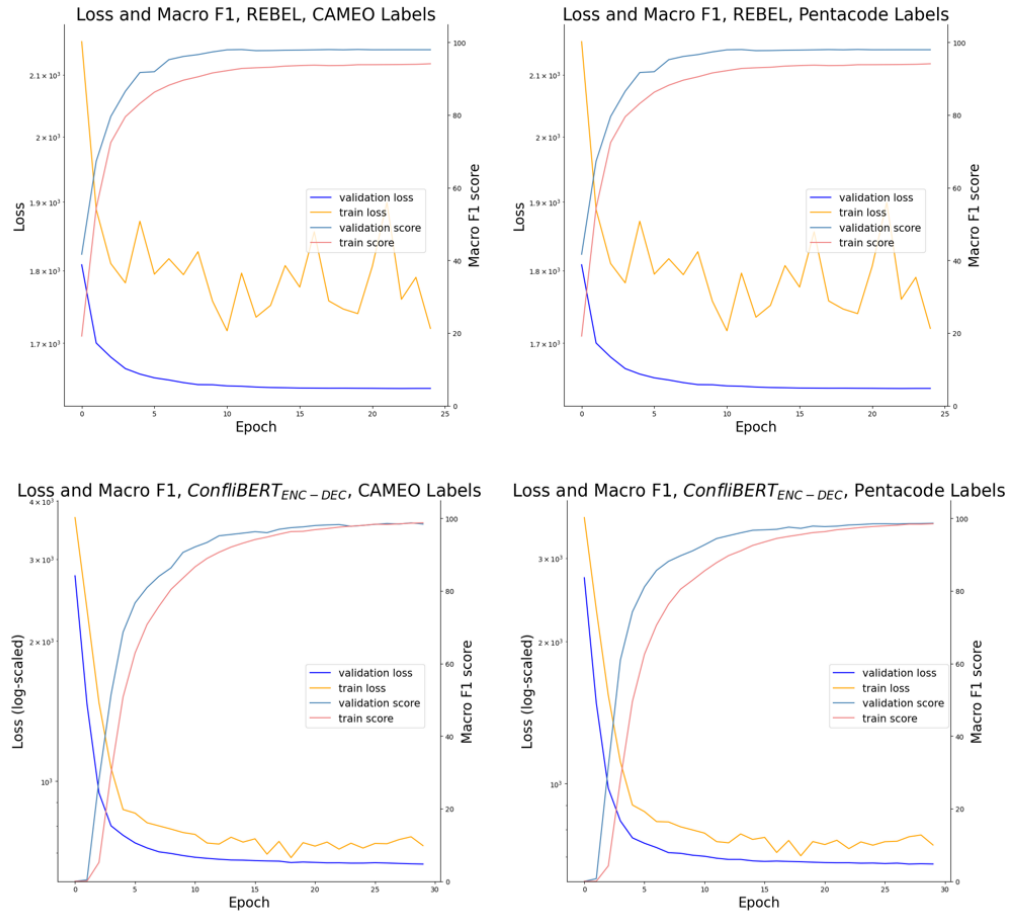 Loss and Macro F1, REBEL, CAMEO Labels
2.1 × 10³
2 × 10³
1.9 × 10³
1.8 × 10³
1.7 × 10³
Loss
100
80
60
40
20
0
Macro F1 score
validation loss
train loss
validation score
train score
0 5 10 15 20 25
Epoch
Loss and Macro F1, REBEL, Pentacode Labels
2.1 × 10³
2 × 10³
1.9 × 10³
1.8 × 10³
1.7 × 10³
Loss
100
80
60
40
20
0
Macro F1 score
validation loss
train loss
validation score
train score
0 5 10 15 20 25
Epoch
Loss and Macro F1, ConfliBERT_ENC − DEC, CAMEO Labels
4 × 10³
3 × 10³
2 × 10³
10³
Loss (log-scaled)
100
80
60
40
20
0
Macro F1 score
validation loss
train loss
validation score
train score
0 5 10 15 20 25 30
Epoch
Loss and Macro F1, ConfliBERT_ENC − DEC, Pentacode Labels
3 × 10³
2 × 10³
10³
Loss (log-scaled)
100
80
60
40
20
0
Macro F1 score
validation loss
train loss
validation score
train score
0 5 10 15 20 25 30
Epoch